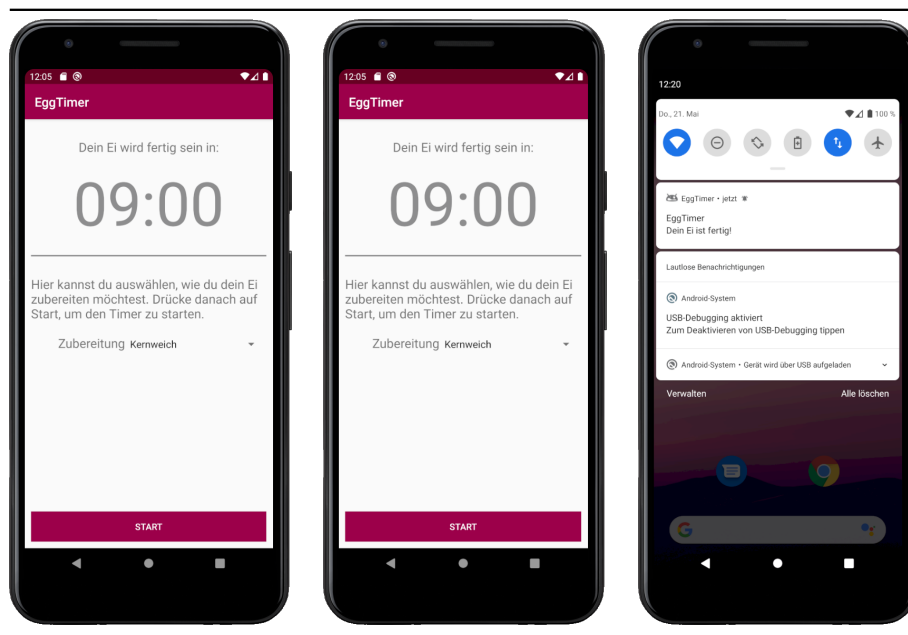 12:05
EggTimer
Dein Ei wird fertig sein in:
09:00
Hier kannst du auswählen, wie du dein Ei
zubereiten möchtest. Drücke danach auf
Start, um den Timer zu starten.
Zubereitung Kernweich
START
12:05
EggTimer
Dein Ei wird fertig sein in:
09:00
Hier kannst du auswählen, wie du dein Ei
zubereiten möchtest. Drücke danach auf
Start, um den Timer zu starten.
Zubereitung Kernweich
START
12:20
Do., 21. Mai 100 %
EggTimer • jetzt
EggTimer
Dein Ei ist fertig!
Lautlose Benachrichtigungen
Android-System
USB-Debugging aktiviert
Zum Deaktivieren von USB-Debugging tippen
Android-System • Gerät wird über USB aufgeladen
Verwalten Alle löschen